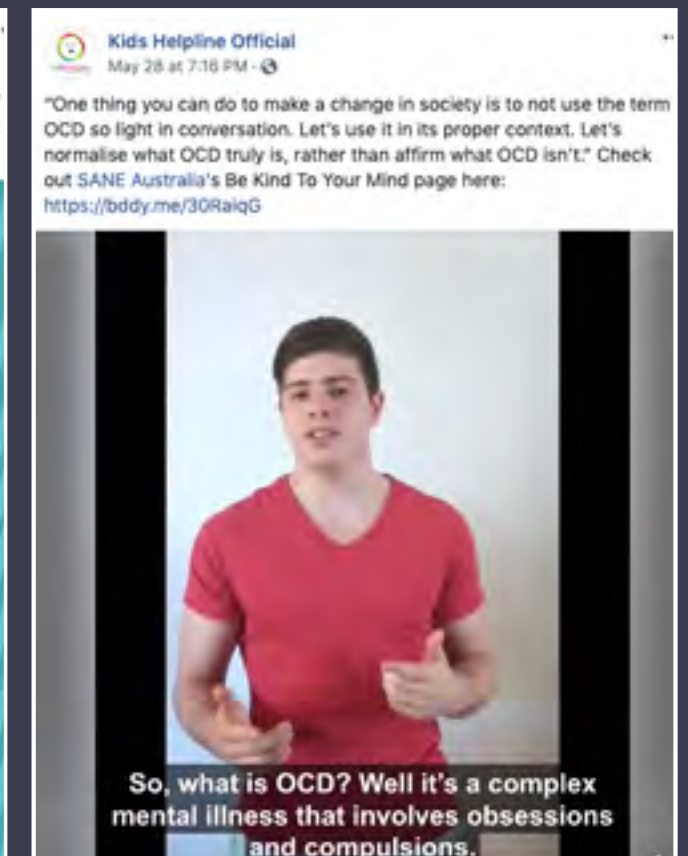 Kids Helpline Official
May 28 at 7:16 PM ·
"One thing you can do to make a change in society is to not use the term
OCD so light in conversation. Let's use it in its proper context. Let's
normalise what OCD truly is, rather than affirm what OCD isn't." Check
out SANE Australia's Be Kind To Your Mind page here:
https://bddy.me/30RaiqG
So, what is OCD? Well it's a complex
mental illness that involves obsessions
and compulsions.